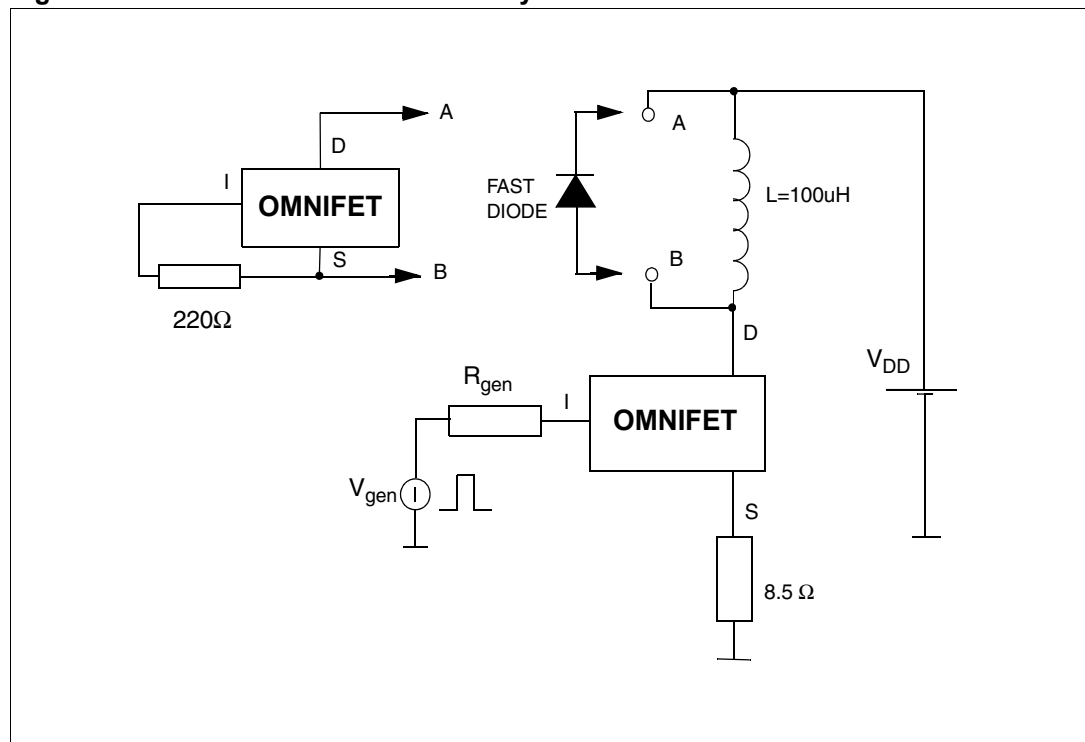 A
D
I
OMNIFET
S
B
220Ω
A
FAST
DIODE
L=100uH
B
D
V_DD
R_gen
I
OMNIFET
V_gen
S
8.5 Ω